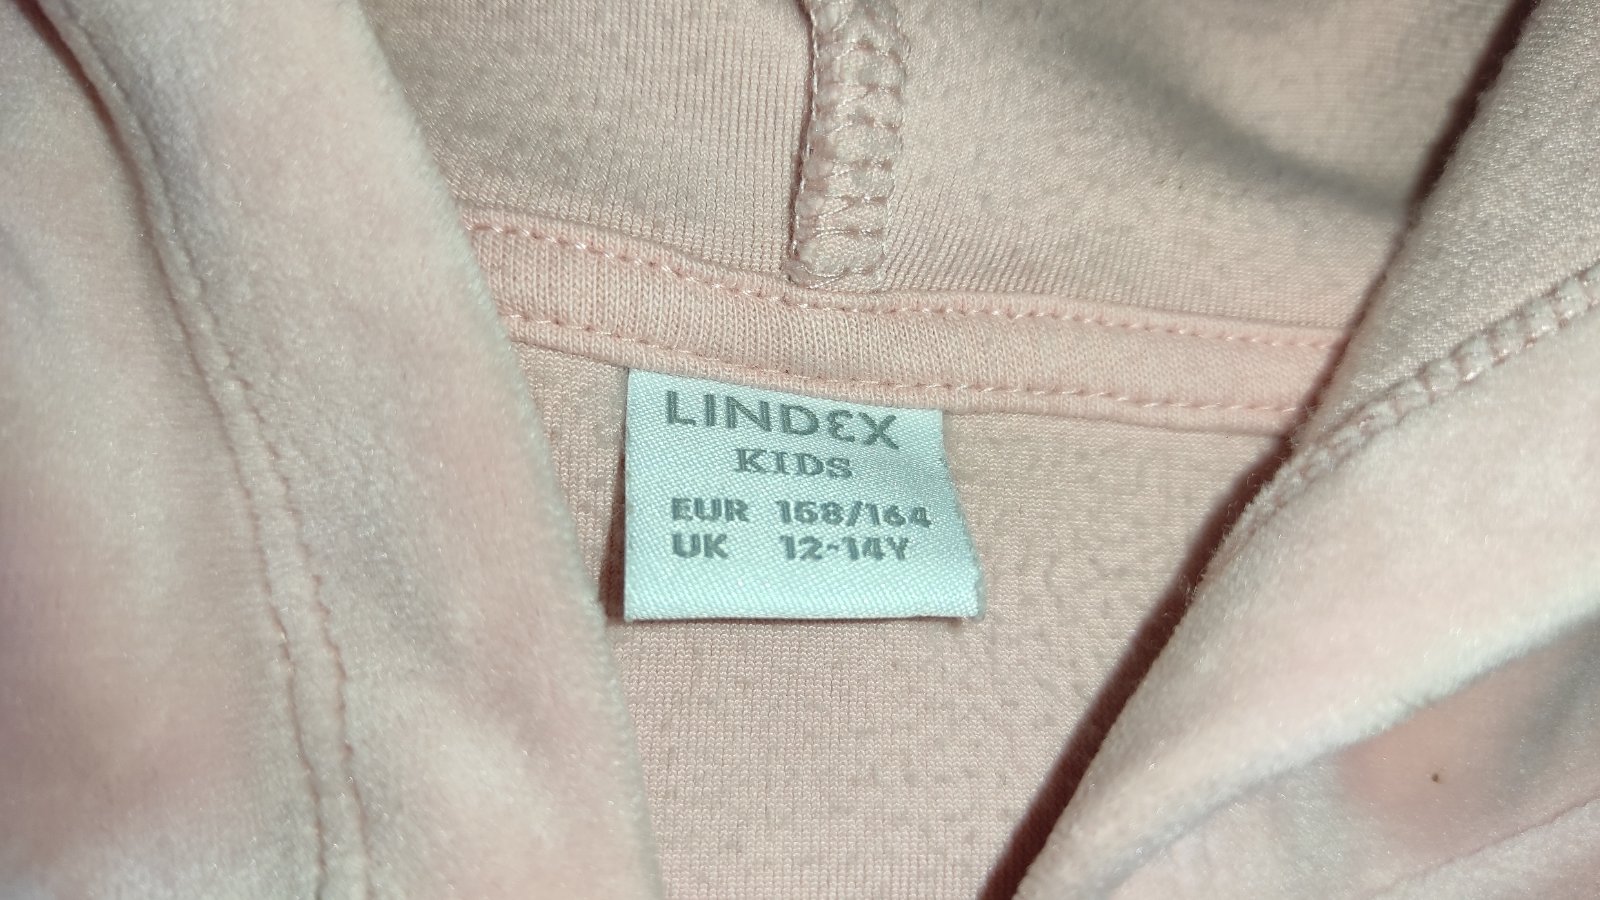 LINDEX
KIDS
EUR 158/164
UK 12-14Y